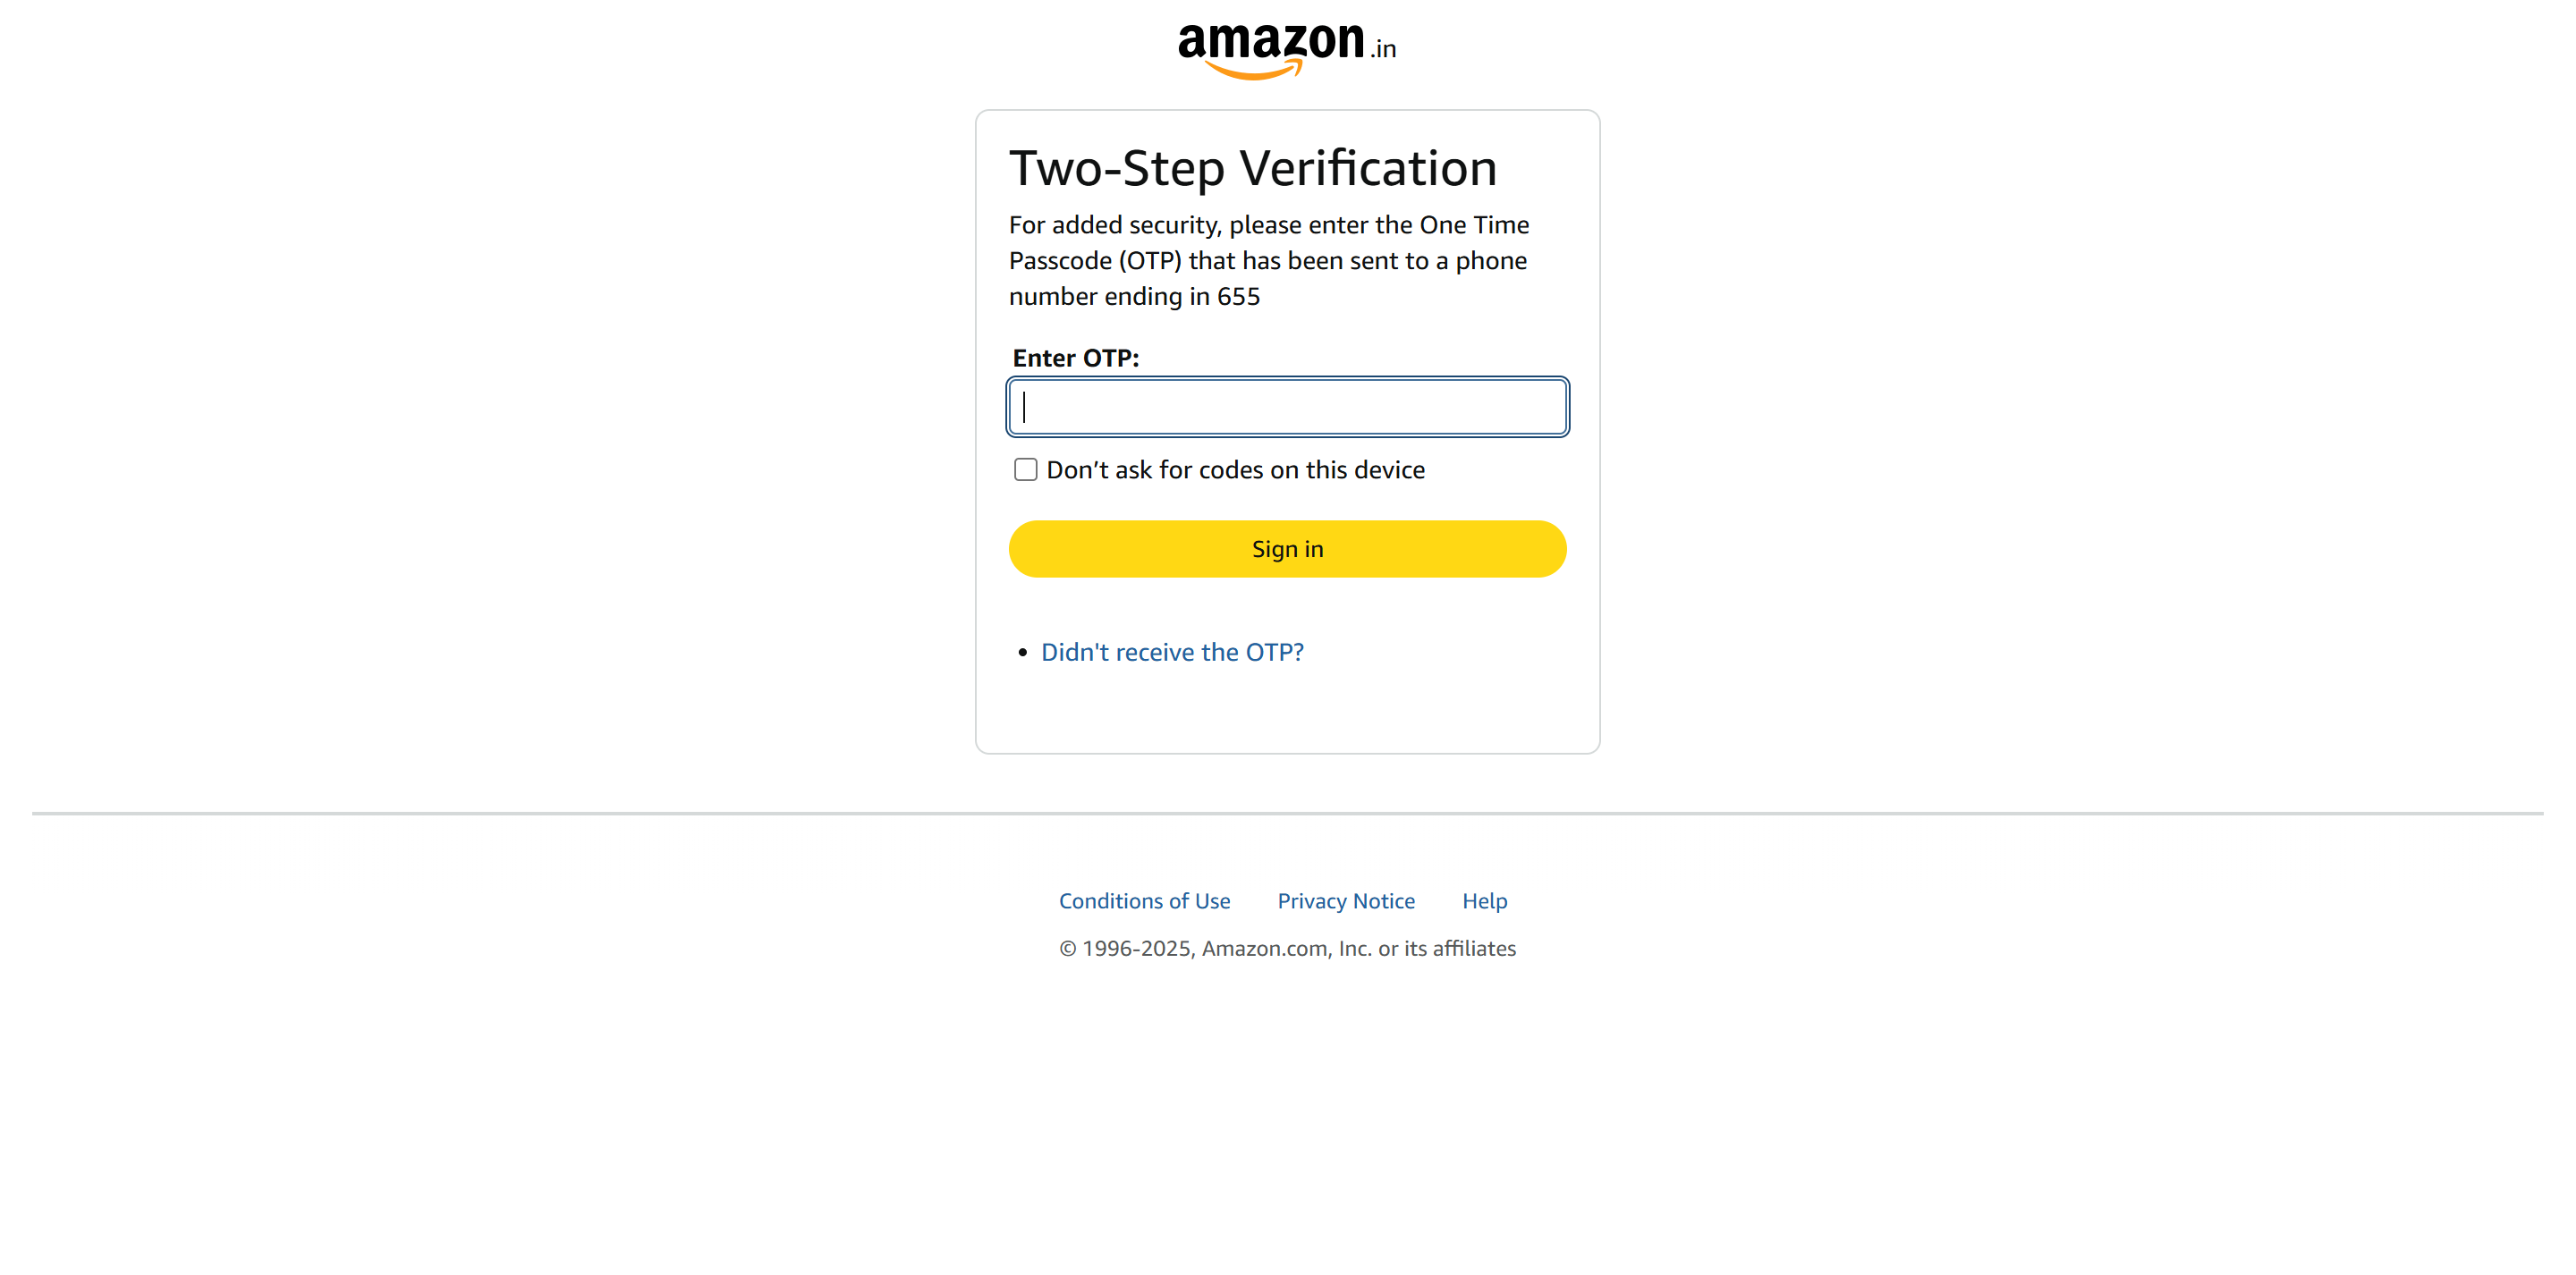 amazon.in
Two-Step Verification
For added security, please enter the One Time
Passcode (OTP) that has been sent to a phone
number ending in 655
Enter OTP:
Don’t ask for codes on this device
Sign in
• Didn't receive the OTP?
Conditions of Use Privacy Notice Help
© 1996-2025, Amazon.com, Inc. or its affiliates